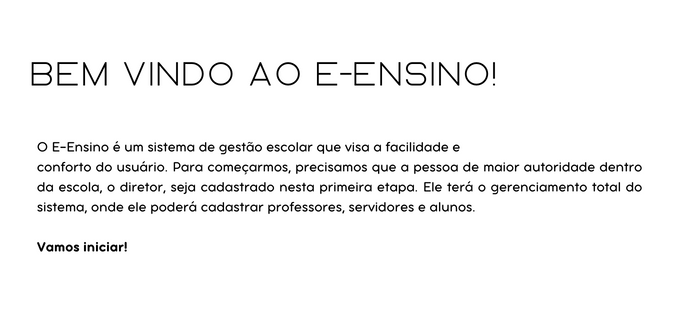 BEM VINDO AO E-ENSINO!
O E-Ensino é um sistema de gestão escolar que visa a facilidade e
conforto do usuário. Para começarmos, precisamos que a pessoa de maior autoridade dentro
da escola, o diretor, seja cadastrado nesta primeira etapa. Ele terá o gerenciamento total do
sistema, onde ele poderá cadastrar professores, servidores e alunos.
Vamos iniciar!